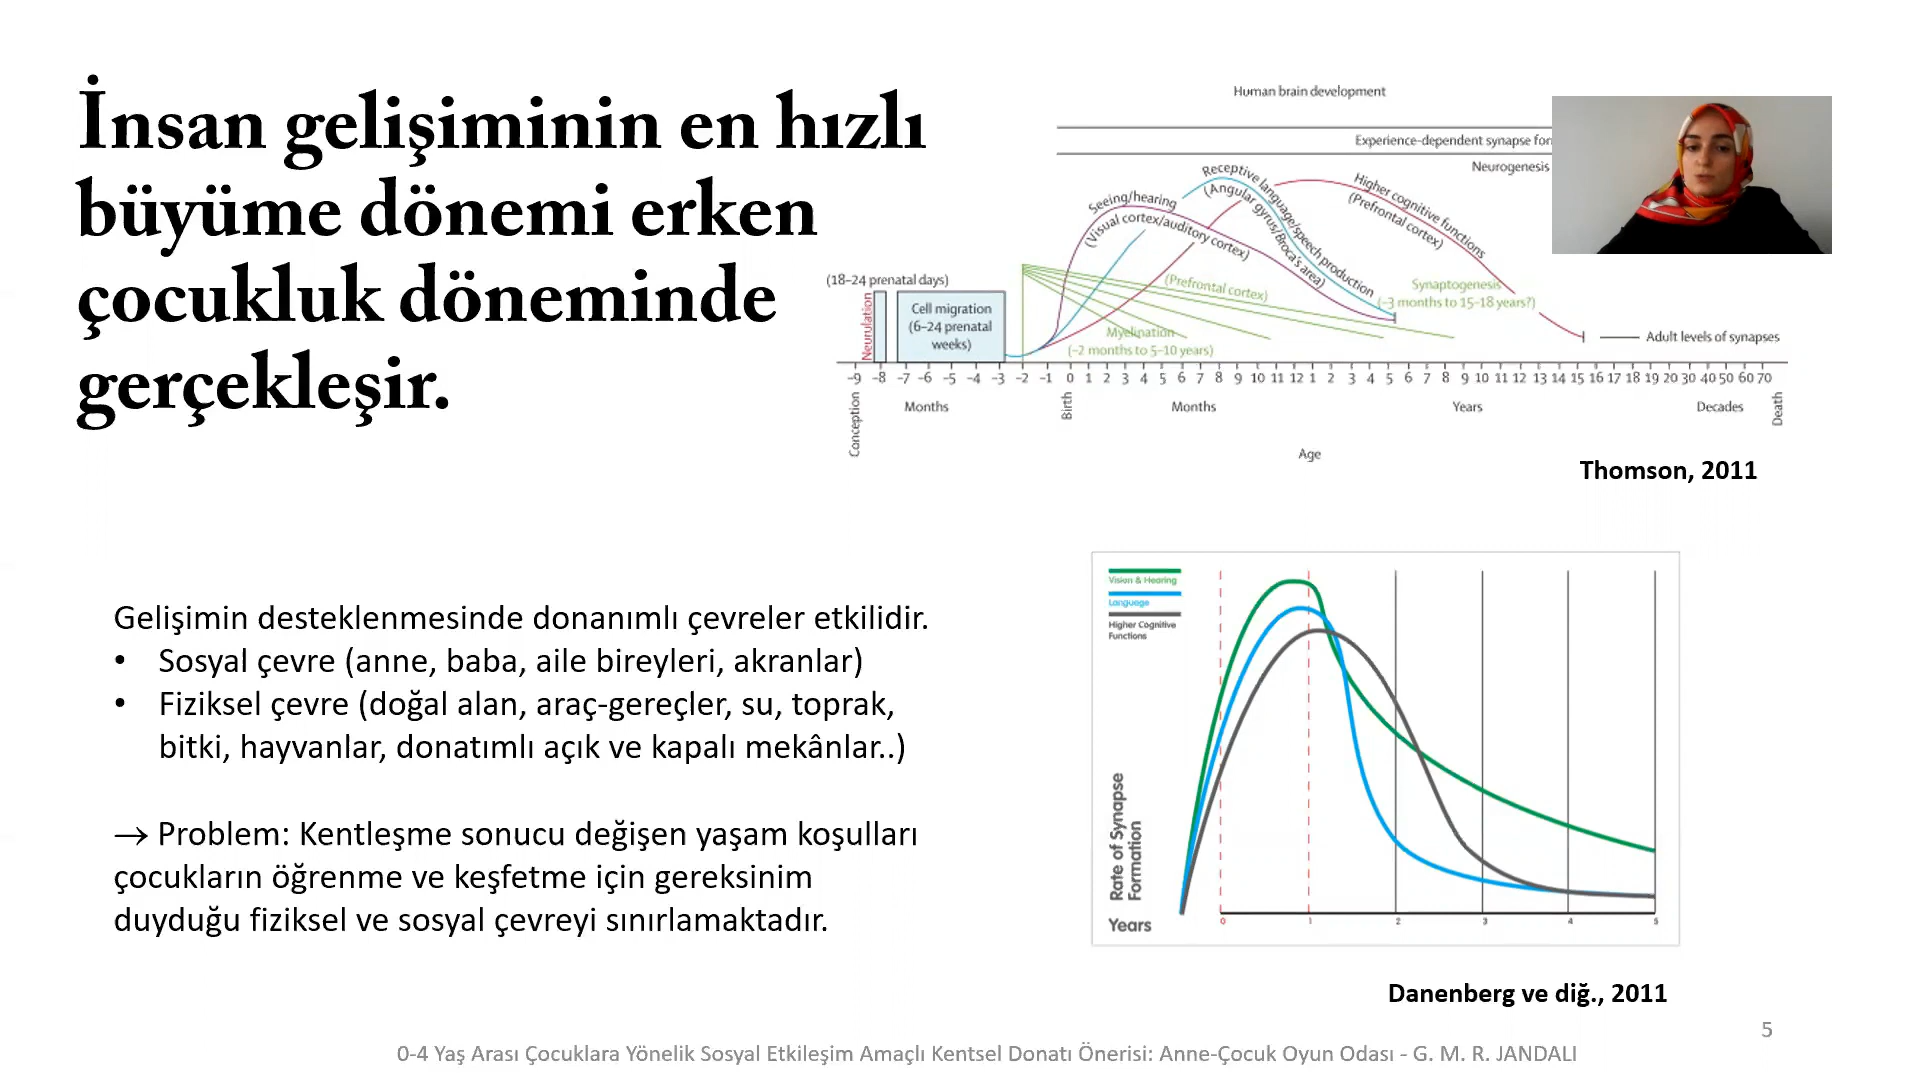 İnsan gelişiminin en hızlı
büyüme dönemi erken
çocukluk döneminde
gerçekleşir.
Human brain development
Experience-dependent synapse for
Neurogenesis
Seeing/hearing
(Visual cortex/auditory cortex)
Receptive language/speech production
(Angular gyrus/Broca's area)
Higher cognitive functions
(Prefrontal cortex)
(18–24 prenatal days)
Neurulation
Cell migration
(6–24 prenatal
weeks)
(Prefrontal cortex)
Myelination
(–2 months to 5–10 years)
Synaptogenesis
(–3 months to 15–18 years?)
Adult levels of synapses
–9 –8 –7 –6 –5 –4 –3 –2 –1 0 1 2 3 4 5 6 7 8 9 10 11 12 1 2 3 4 5 6 7 8 9 10 11 12 13 14 15 16 17 18 19 20 30 40 50 60 70
Conception
Months
Birth
Months
Years
Decades
Death
Age
Thomson, 2011
Gelişimin desteklenmesinde donanımlı çevreler etkilidir.
• Sosyal çevre (anne, baba, aile bireyleri, akranlar)
• Fiziksel çevre (doğal alan, araç-gereçler, su, toprak,
bitki, hayvanlar, donatımlı açık ve kapalı mekânlar..)
→ Problem: Kentleşme sonucu değişen yaşam koşulları
çocukların öğrenme ve keşfetme için gereksinim
duyduğu fiziksel ve sosyal çevreyi sınırlamaktadır.
Vision & Hearing
Language
Higher Cognitive
Functions
Rate of Synapse
Formation
Years
0 1 2 3 4 5
Danenberg ve diğ., 2011
5
0-4 Yaş Arası Çocuklara Yönelik Sosyal Etkileşim Amaçlı Kentsel Donatı Önerisi: Anne-Çocuk Oyun Odası - G. M. R. JANDALI